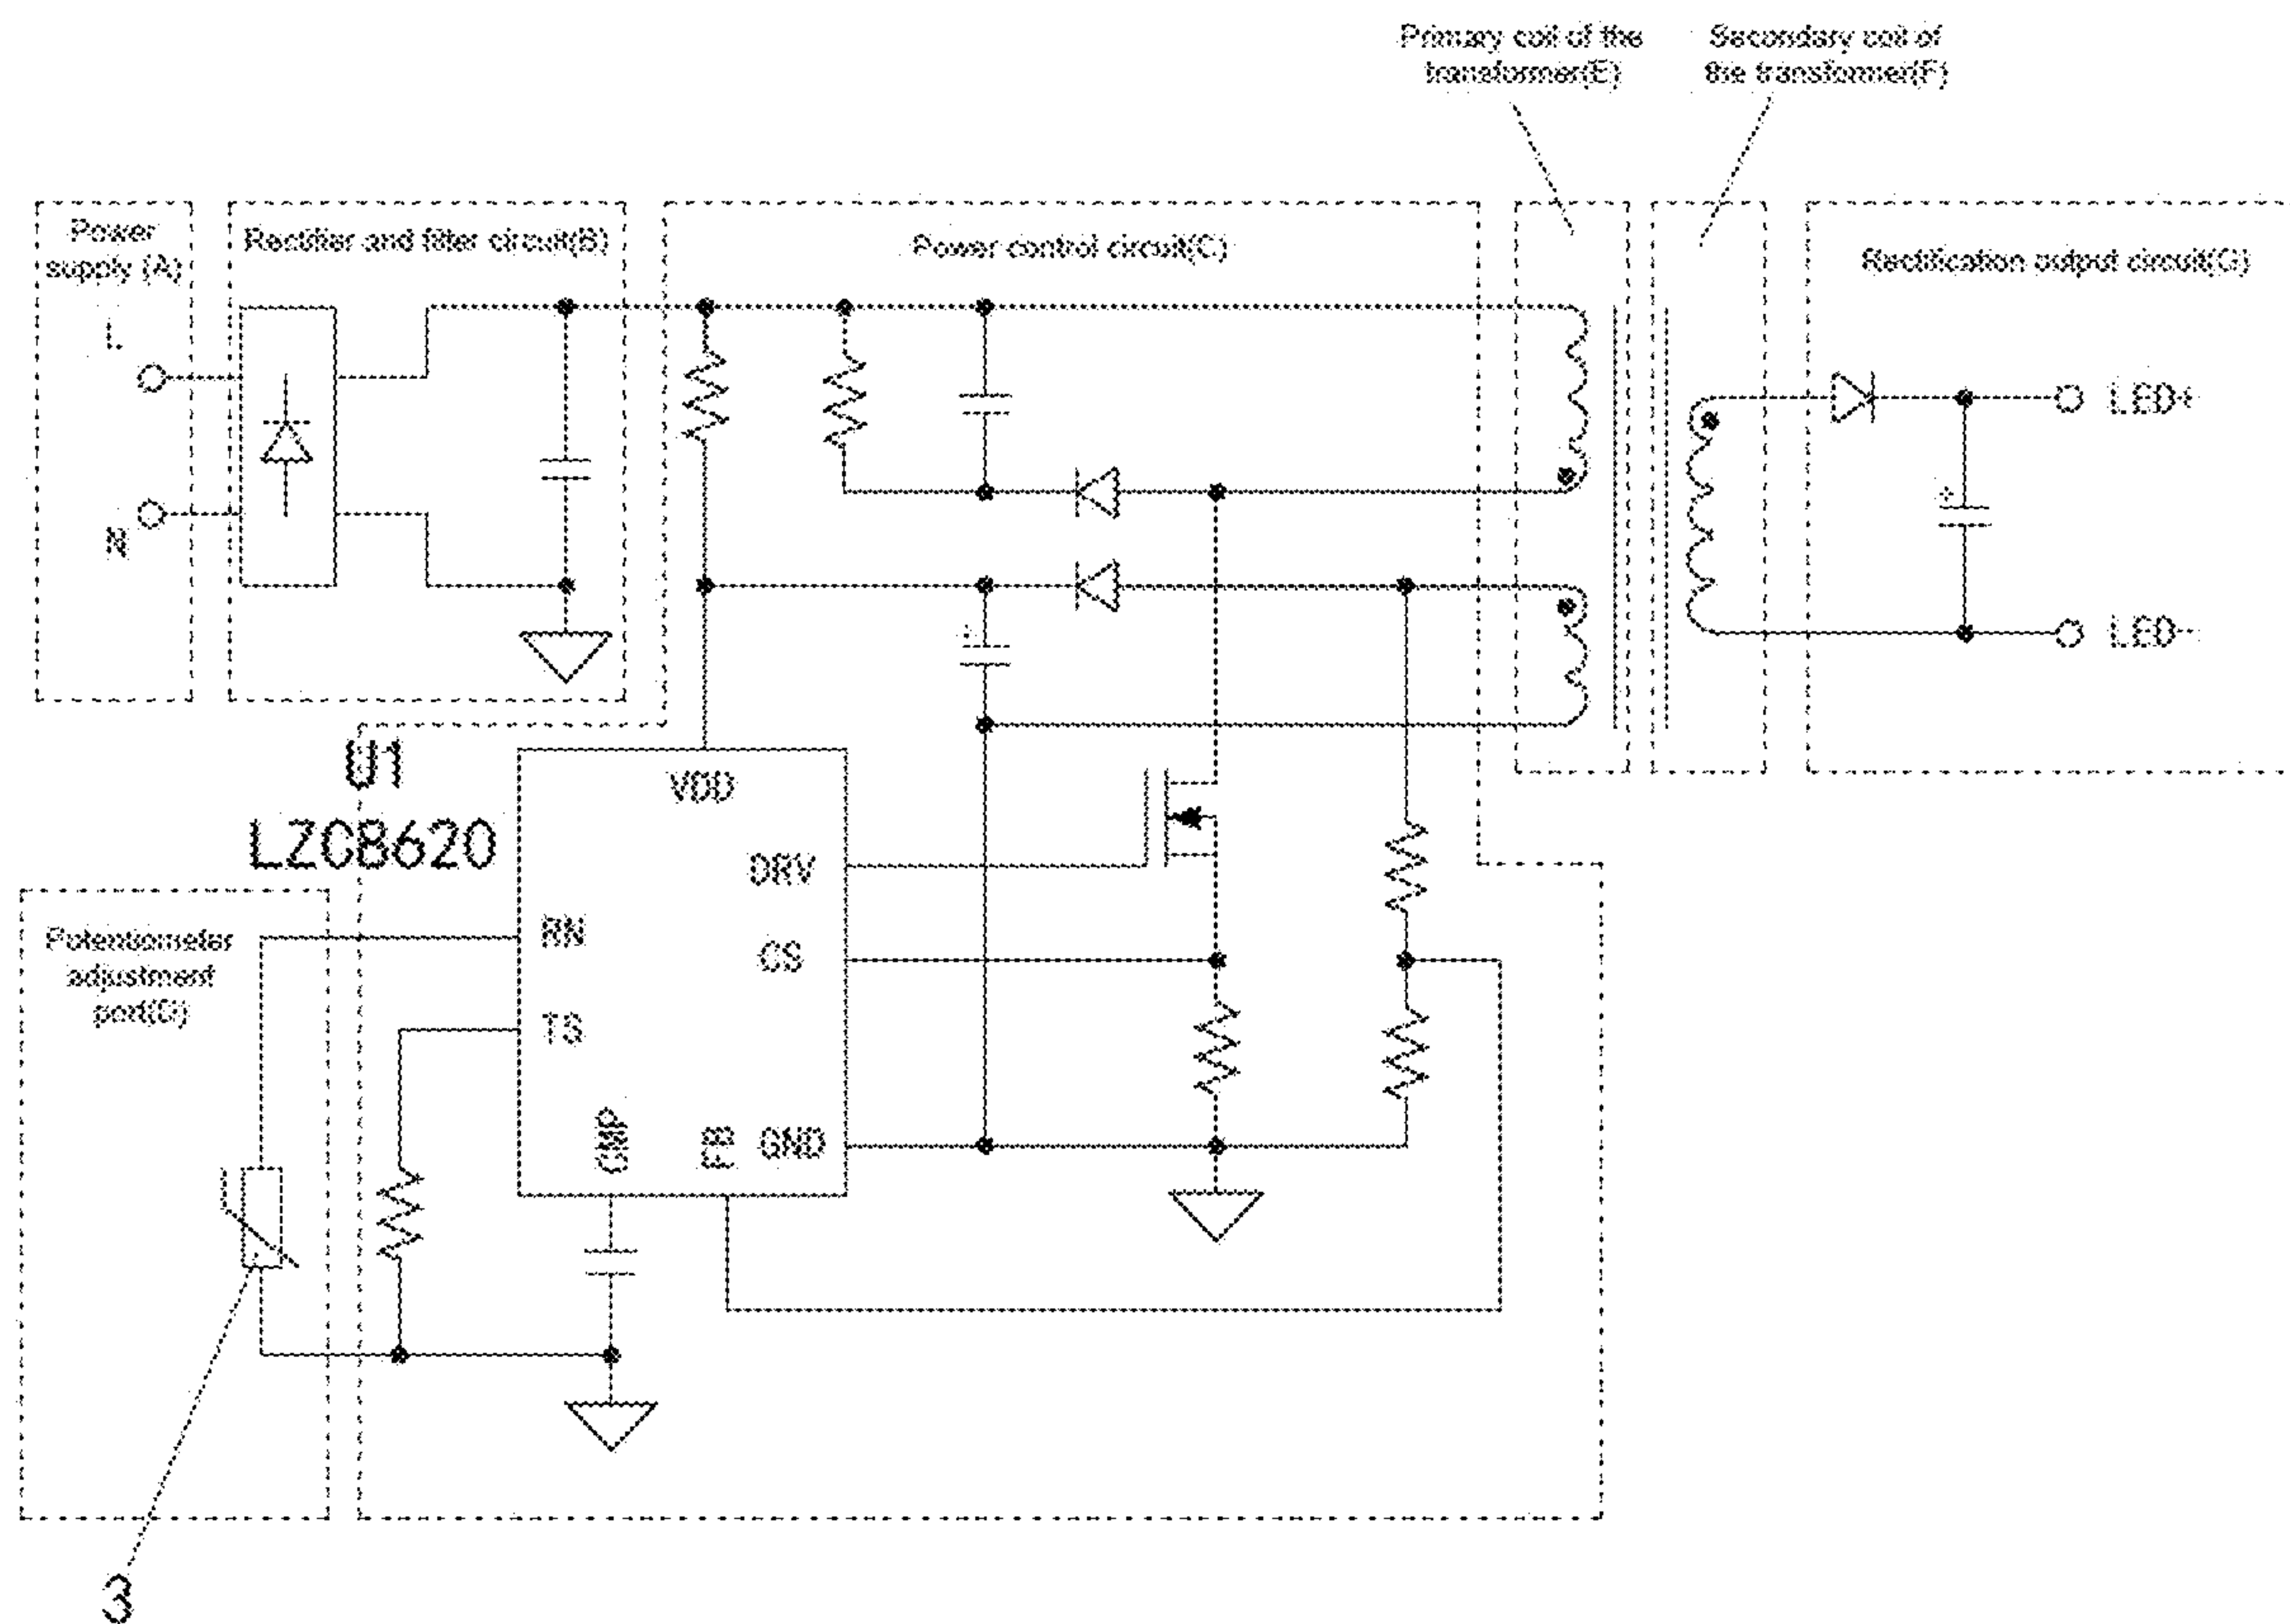 Primary coil of the
transformer(E)
Secondary coil of
the transformer(F)
Power
supply (A)
Rectifier and filter circuit(B)
Power control circuit(C)
Rectification output circuit(G)
L
N
LED+
LED-
U1
LZC8620
VDD
DRV
RN
CS
TS
CMP
FB
GND
Potentiometer
adjustment
port(D)
+
+
3